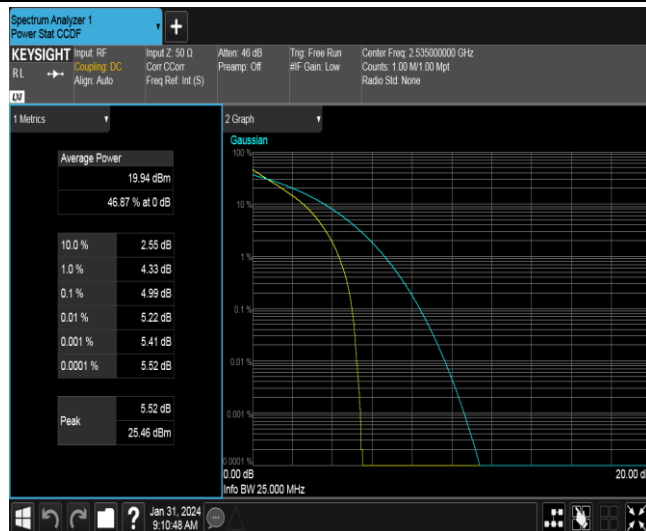 Spectrum Analyzer 1
Power Stat CCDF
+
KEYSIGHT
RL
LXI
Input: RF
Coupling: DC
Align: Auto
Input Z: 50 Ω
Corr CCorr
Freq Ref: Int (S)
Atten: 46 dB
Preamp: Off
Trig: Free Run
#IF Gain: Low
Center Freq: 2.535000000 GHz
Counts: 1.00 M/1.00 Mpt
Radio Std: None
1 Metrics
Average Power
19.94 dBm
46.87 % at 0 dB
10.0 % 2.55 dB
1.0 % 4.33 dB
0.1 % 4.99 dB
0.01 % 5.22 dB
0.001 % 5.41 dB
0.0001 % 5.52 dB
Peak
5.52 dB
25.46 dBm
2 Graph
Gaussian
100 %
10 %
1 %
0.1 %
0.01 %
0.001 %
0.0001 %
0.00 dB
20.00 d
Info BW 25.000 MHz
?
Jan 31, 2024
9:10:48 AM